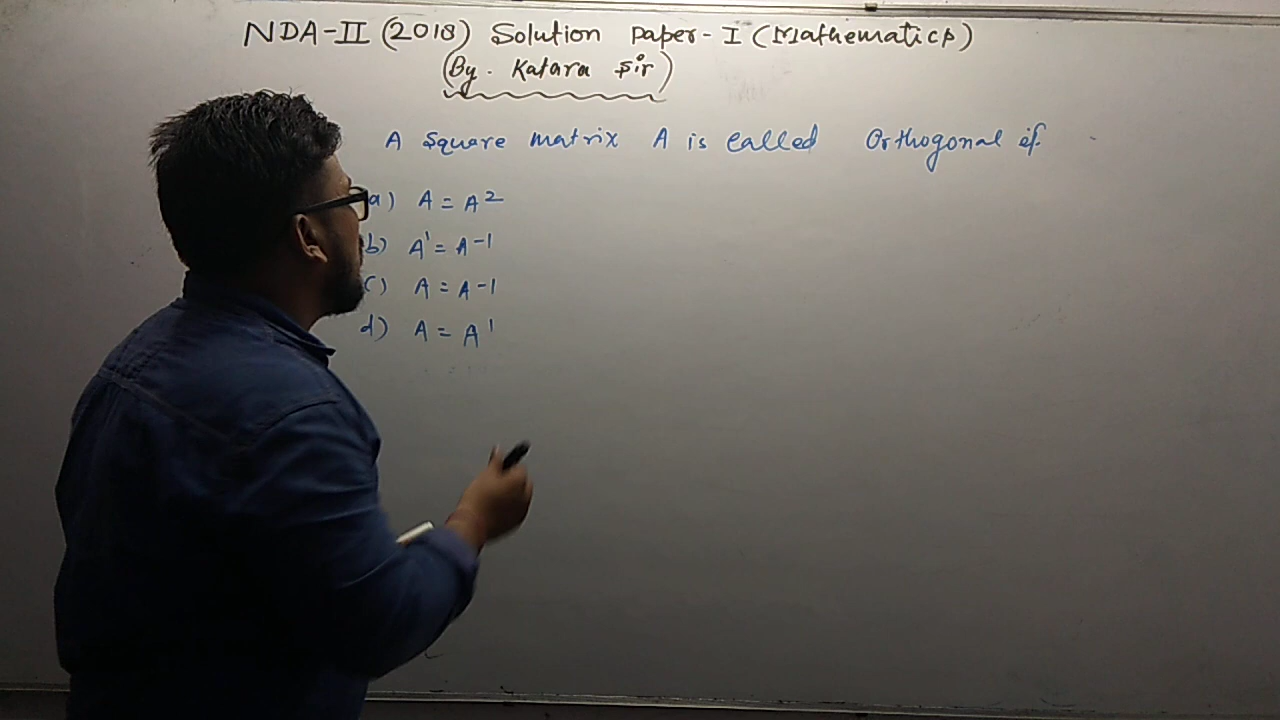 NDA-II (2018) Solution Paper-I (Mathematics)
(By. Katara Sir)
A Square matrix A is called Orthogonal if
a) A = A²
b) A' = A⁻¹
c) A = A⁻¹
d) A = A'